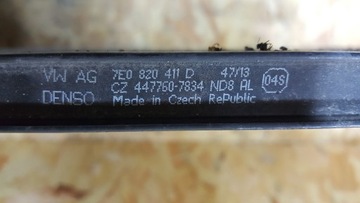 VW AG 7E0 820 411 D 47/13
DENSO CZ 447760-7834 ND8 AL 04S
Made in Czech RePublic